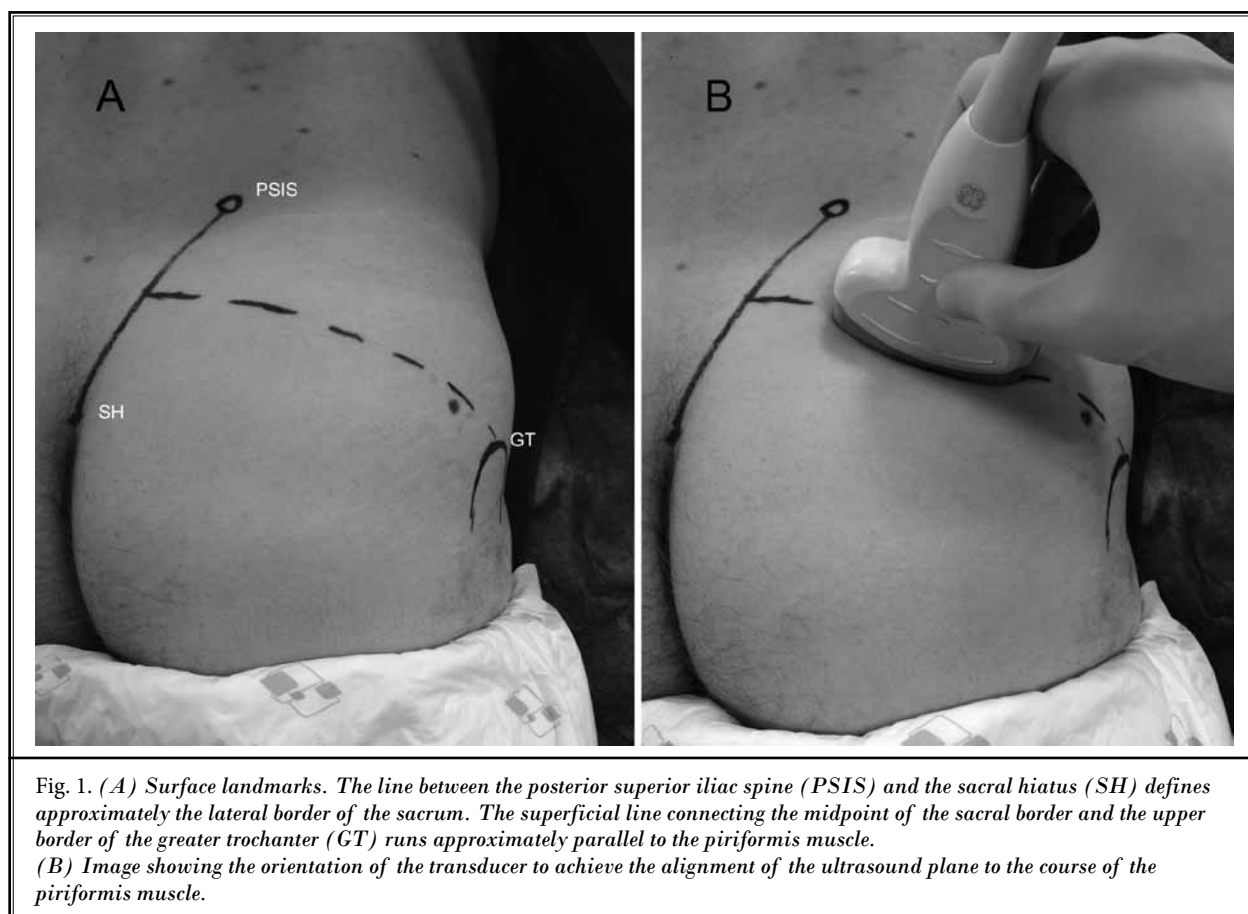 A
B
PSIS
SH
GT
Fig. 1. (A) Surface landmarks. The line between the posterior superior iliac spine (PSIS) and the sacral hiatus (SH) defines
approximately the lateral border of the sacrum. The superficial line connecting the midpoint of the sacral border and the upper
border of the greater trochanter (GT) runs approximately parallel to the piriformis muscle.
(B) Image showing the orientation of the transducer to achieve the alignment of the ultrasound plane to the course of the
piriformis muscle.